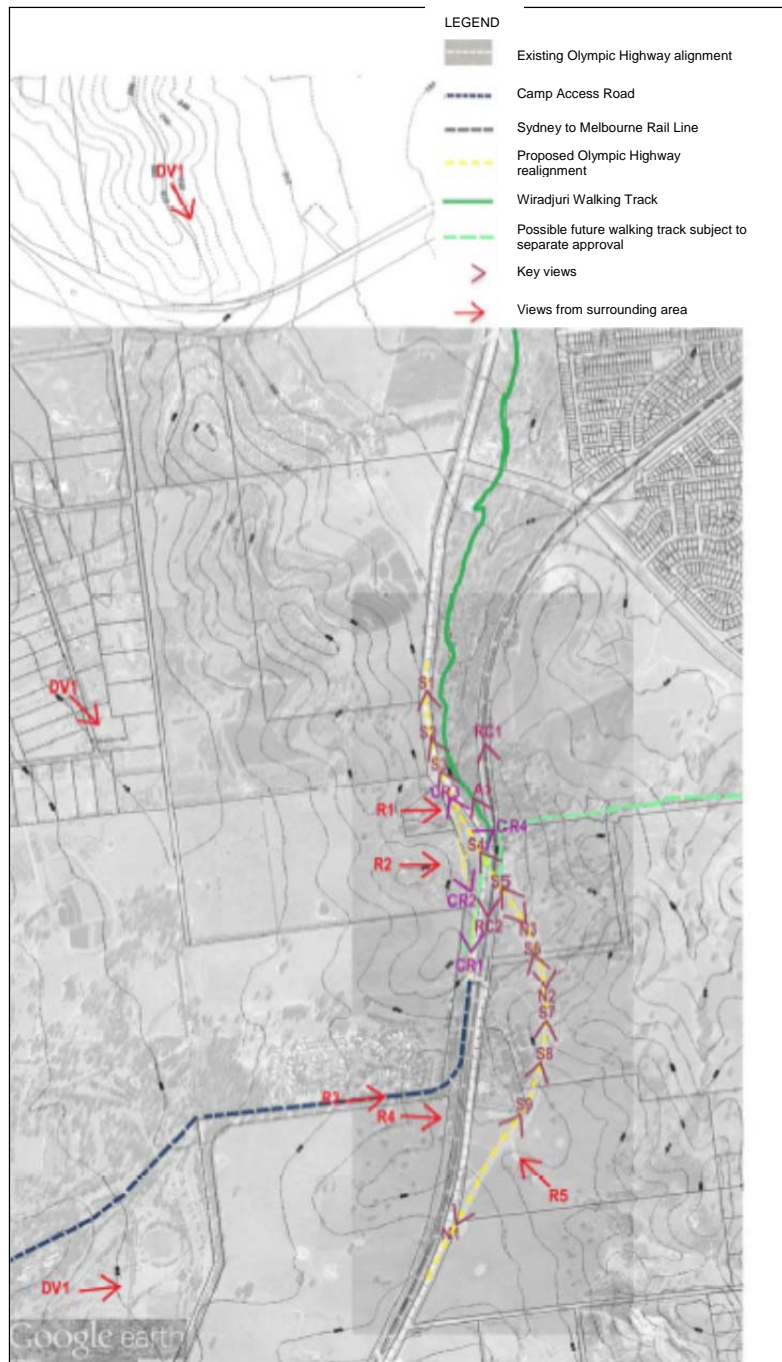 LEGEND
Existing Olympic Highway alignment
Camp Access Road
Sydney to Melbourne Rail Line
Proposed Olympic Highway
realignment
Wiradjuri Walking Track
Possible future walking track subject to
separate approval
Key views
Views from surrounding area
DV1
DV1
S1
S2
RC1
S3
CR3
A1
R1
CR4
S4
R2
S5
CR2
RC2
N3
S6
CR1
N2
S7
S8
R3
R4
S9
R5
N1
DV1
Google earth